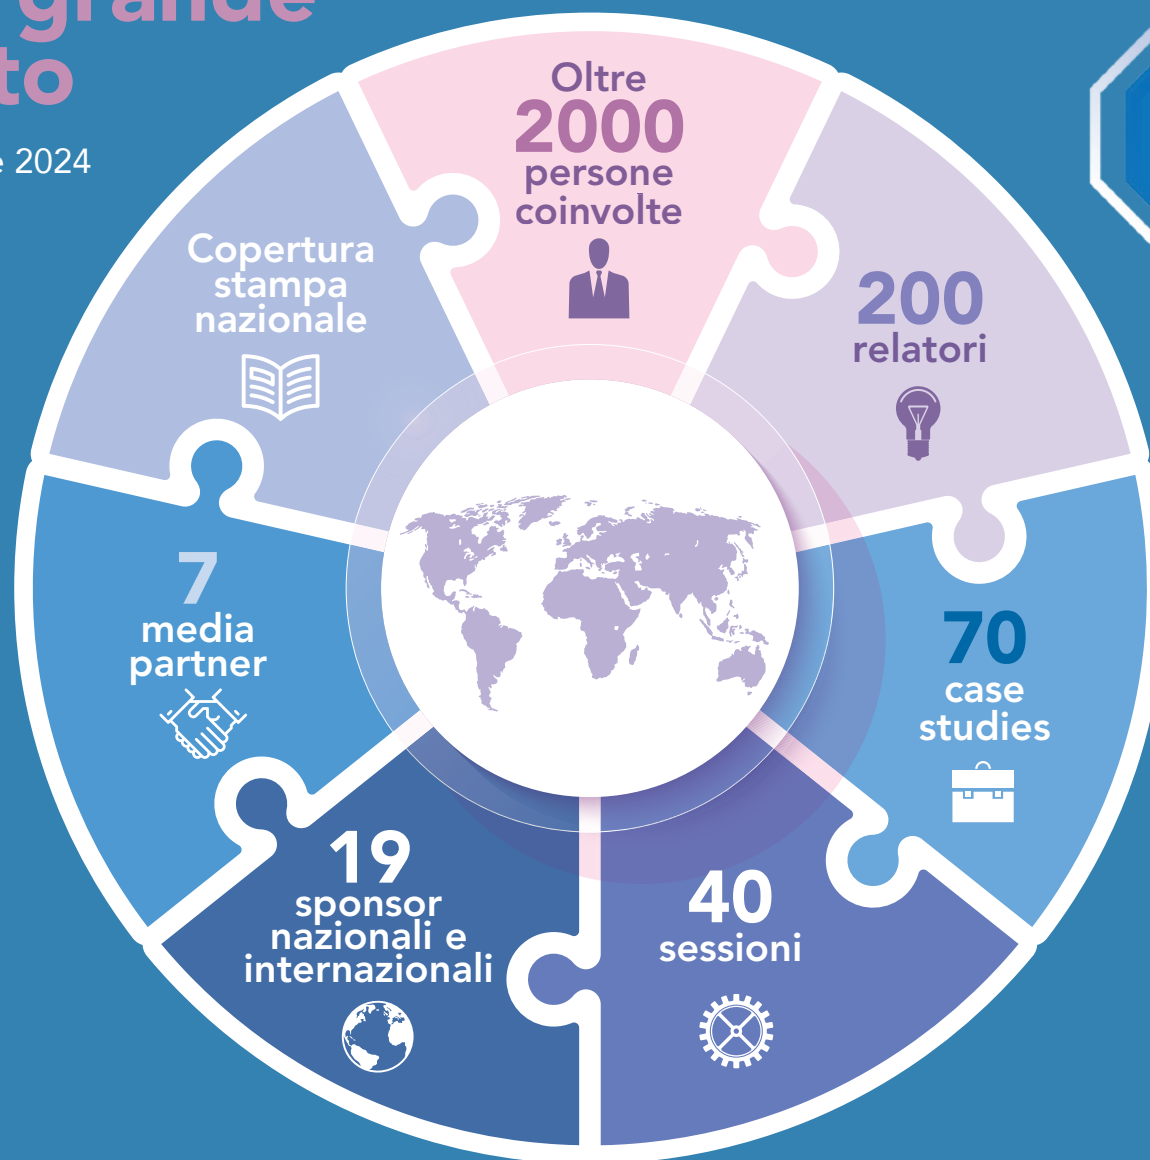 grande
to
e 2024
Oltre
2000
persone
coinvolte
200
relatori
70
case
studies
40
sessioni
19
sponsor
nazionali e
internazionali
7
media
partner
Copertura
stampa
nazionale